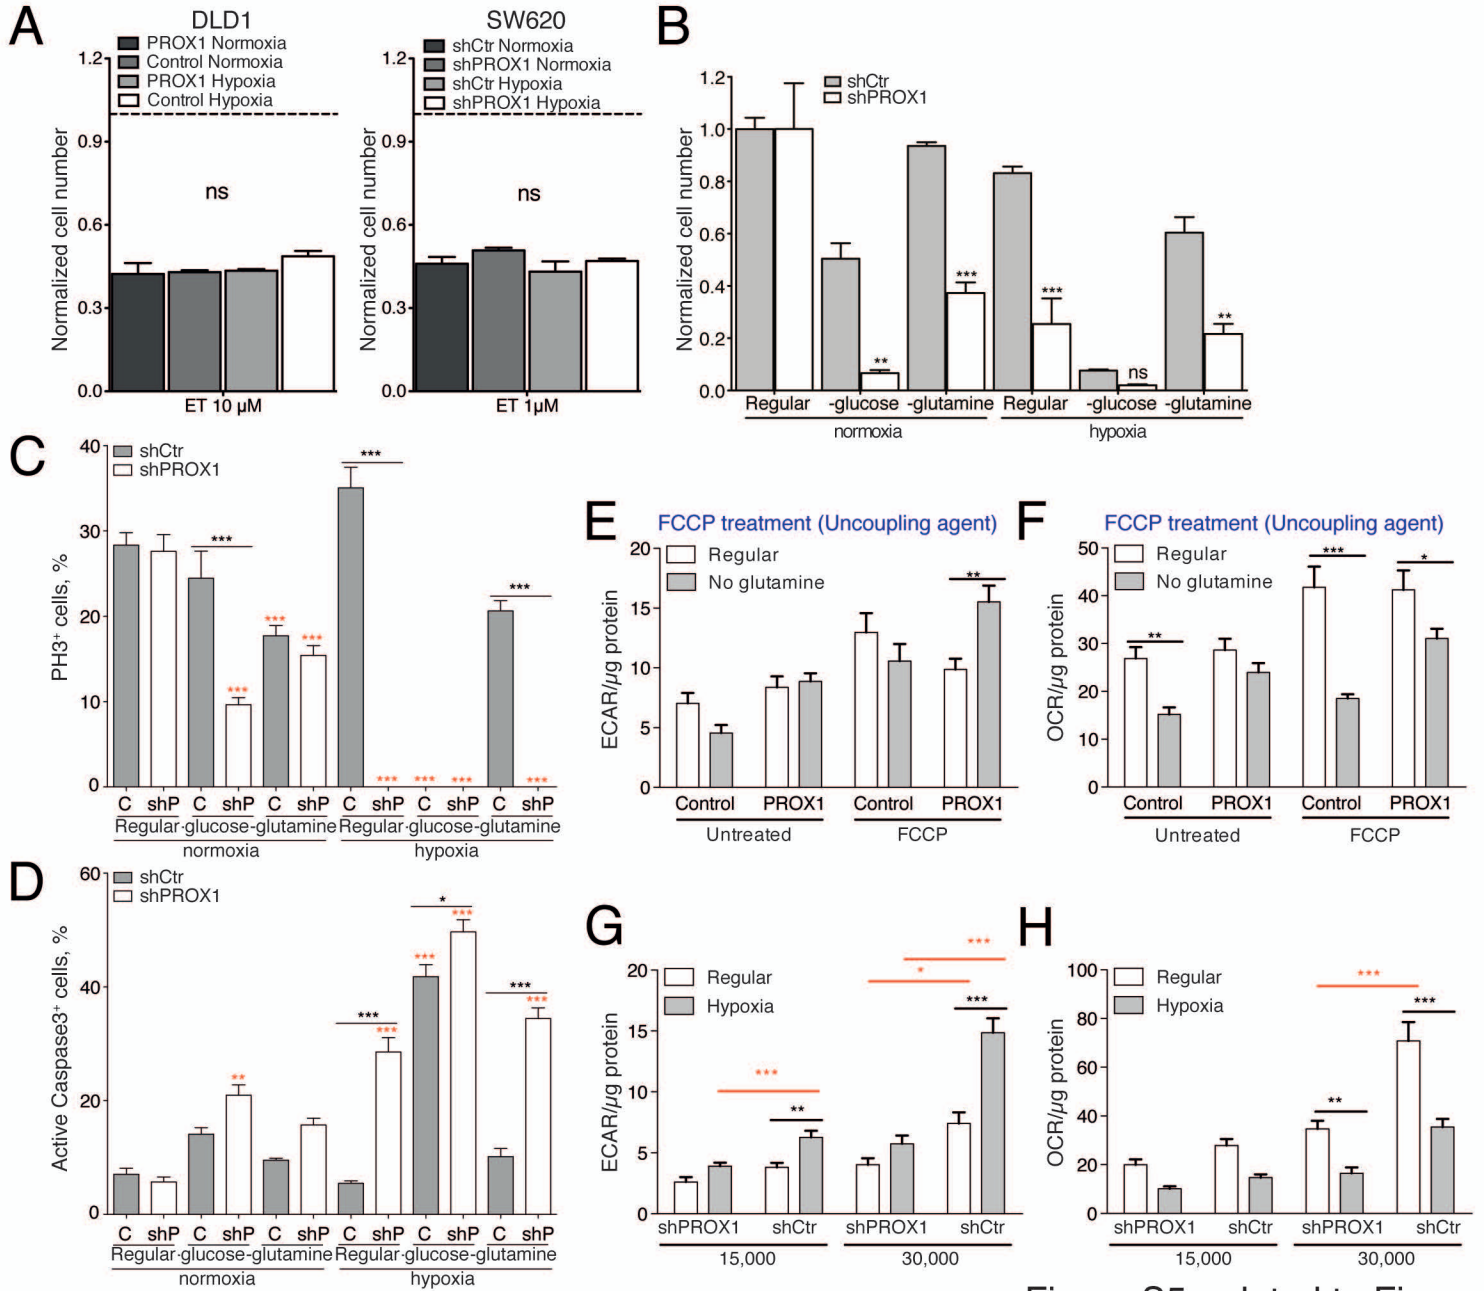 A
DLD1
PROX1 Normoxia
Control Normoxia
PROX1 Hypoxia
Control Hypoxia
Normalized cell number
1.2
0.9
0.6
0.3
0.0
ns
ET 10 µM
SW620
shCtr Normoxia
shPROX1 Normoxia
shCtr Hypoxia
shPROX1 Hypoxia
Normalized cell number
1.2
0.9
0.6
0.3
0.0
ns
ET 1µM
B
shCtr
shPROX1
Normalized cell number
1.2
1.0
0.8
0.6
0.4
0.2
0.0
** *** *** ns **
Regular -glucose -glutamine Regular -glucose -glutamine
normoxia hypoxia
C
shCtr
shPROX1
PH3+ cells, %
40
30
20
10
0
*** *** ***
*** *** *** *** *** *** ***
C shP C shP C shP C shP C shP C shP
Regular-glucose-glutamine Regular-glucose-glutamine
normoxia hypoxia
D
shCtr
shPROX1
Active Caspase3+ cells, %
60
40
20
0
*** * ***
** *** *** *** ***
C shP C shP C shP C shP C shP C shP
Regular-glucose-glutamine Regular-glucose-glutamine
normoxia hypoxia
E
FCCP treatment (Uncoupling agent)
Regular
No glutamine
ECAR/µg protein
20
15
10
5
0
**
Control PROX1 Control PROX1
Untreated FCCP
F
FCCP treatment (Uncoupling agent)
Regular
No glutamine
OCR/µg protein
50
40
30
20
10
0
** *** *
Control PROX1 Control PROX1
Untreated FCCP
G
Regular
Hypoxia
ECAR/µg protein
20
15
10
5
0
*** ** * *** ***
shPROX1 shCtr shPROX1 shCtr
15,000 30,000
H
Regular
Hypoxia
OCR/µg protein
100
80
60
40
20
0
** *** ***
shPROX1 shCtr shPROX1 shCtr
15,000 30,000